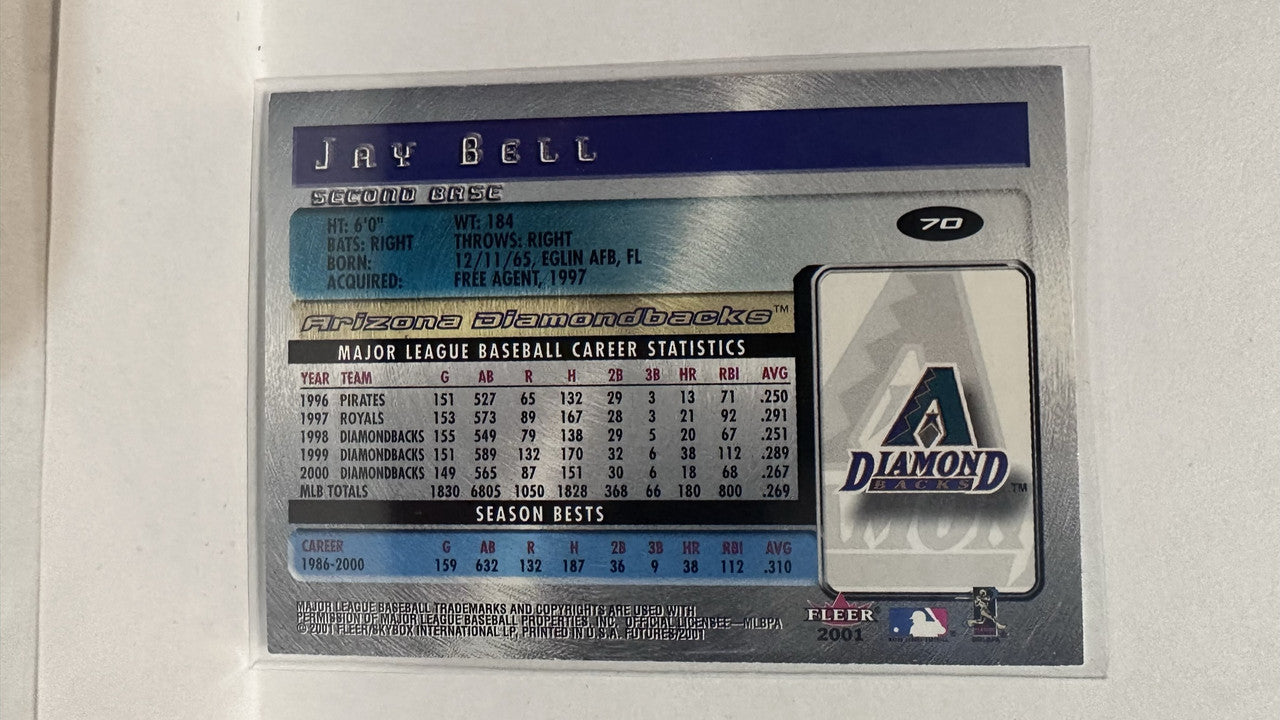 JAY BELL
SECOND BASE
HT: 6'0" WT: 184
BATS: RIGHT THROWS: RIGHT
BORN: 12/11/65, EGLIN AFB, FL
ACQUIRED: FREE AGENT, 1997
70
Arizona Diamondbacks™
MAJOR LEAGUE BASEBALL CAREER STATISTICS
YEAR TEAM G AB R H 2B 3B HR RBI AVG
1996 PIRATES 151 527 65 132 29 3 13 71 .250
1997 ROYALS 153 573 89 167 28 3 21 92 .291
1998 DIAMONDBACKS 155 549 79 138 29 5 20 67 .251
1999 DIAMONDBACKS 151 589 132 170 32 6 38 112 .289
2000 DIAMONDBACKS 149 565 87 151 30 6 18 68 .267
MLB TOTALS 1830 6805 1050 1828 368 66 180 800 .269
SEASON BESTS
CAREER G AB R H 2B 3B HR RBI AVG
1986-2000 159 632 132 187 36 9 38 112 .310
DIAMOND
BACKS ™
MAJOR LEAGUE BASEBALL TRADEMARKS AND COPYRIGHTS ARE USED WITH
PERMISSION OF MAJOR LEAGUE BASEBALL PROPERTIES, INC. OFFICIAL LICENSEE—MLBPA
© 2001 FLEER/SKYBOX INTERNATIONAL LP, PRINTED IN U.S.A. FUTURES/2001
FLEER
2001